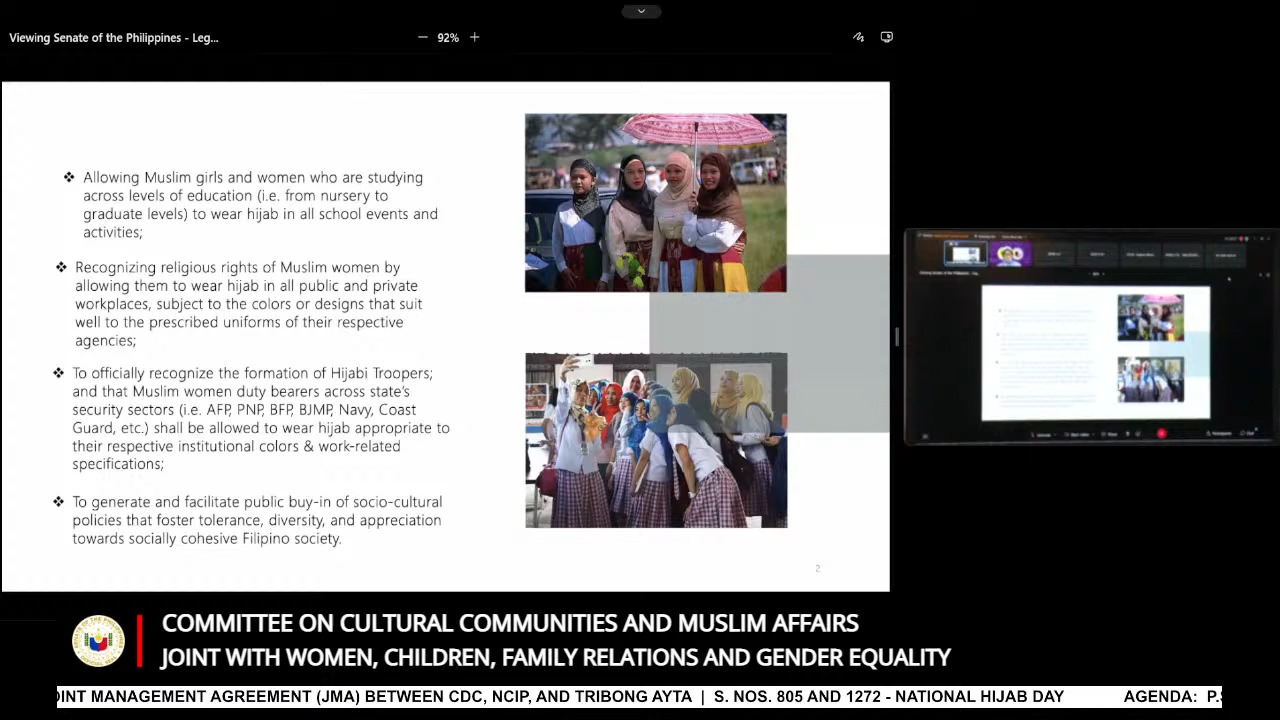 Viewing Senate of the Philippines - Leg...
92%
❖ Allowing Muslim girls and women who are studying
across levels of education (i.e. from nursery to
graduate levels) to wear hijab in all school events and
activities;
❖ Recognizing religious rights of Muslim women by
allowing them to wear hijab in all public and private
workplaces, subject to the colors or designs that suit
well to the prescribed uniforms of their respective
agencies;
❖ To officially recognize the formation of Hijabi Troopers;
and that Muslim women duty bearers across state's
security sectors (i.e. AFP, PNP, BFP, BJMP, Navy, Coast
Guard, etc.) shall be allowed to wear hijab appropriate to
their respective institutional colors & work-related
specifications;
❖ To generate and facilitate public buy-in of socio-cultural
policies that foster tolerance, diversity, and appreciation
towards socially cohesive Filipino society.
2
COMMITTEE ON CULTURAL COMMUNITIES AND MUSLIM AFFAIRS
JOINT WITH WOMEN, CHILDREN, FAMILY RELATIONS AND GENDER EQUALITY
OINT MANAGEMENT AGREEMENT (JMA) BETWEEN CDC, NCIP, AND TRIBONG AYTA | S. NOS. 805 AND 1272 - NATIONAL HIJAB DAY AGENDA: P.S